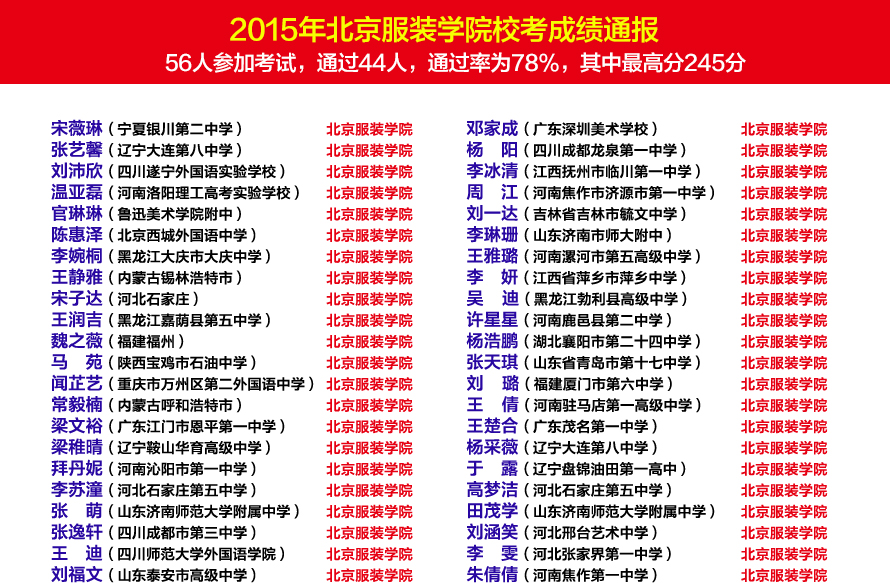 2015年北京服装学院校考成绩通报
56人参加考试，通过44人，通过率为78%，其中最高分245分
宋薇琳（宁夏银川第二中学） 北京服装学院
张艺馨（辽宁大连第八中学） 北京服装学院
刘沛欣（四川遂宁外国语实验学校） 北京服装学院
温亚磊（河南洛阳理工高考实验学校） 北京服装学院
官琳琳（鲁迅美术学院附中） 北京服装学院
陈惠泽（北京西城外国语中学） 北京服装学院
李婉桐（黑龙江大庆市大庆中学） 北京服装学院
王静雅（内蒙古锡林浩特市） 北京服装学院
宋子达（河北石家庄） 北京服装学院
王润吉（黑龙江嘉荫县第五中学） 北京服装学院
魏之薇（福建福州） 北京服装学院
马　苑（陕西宝鸡市石油中学） 北京服装学院
闻芷艺（重庆市万州区第二外国语中学） 北京服装学院
常毅楠（内蒙古呼和浩特市） 北京服装学院
梁文裕（广东江门市恩平第一中学） 北京服装学院
梁稚晴（辽宁鞍山华育高级中学） 北京服装学院
拜丹妮（河南沁阳市第一中学） 北京服装学院
李苏潼（河北石家庄第五中学） 北京服装学院
张　萌（山东济南师范大学附属中学） 北京服装学院
张逸轩（四川成都市第三中学） 北京服装学院
王　迪（四川师范大学外国语学院） 北京服装学院
刘福文（山东泰安市高级中学） 北京服装学院
邓家成（广东深圳美术学校） 北京服装学院
杨　阳（四川成都龙泉第一中学） 北京服装学院
李冰清（江西抚州市临川第一中学） 北京服装学院
周　江（河南焦作市济源市第一中学） 北京服装学院
刘一达（吉林省吉林市毓文中学） 北京服装学院
李琳珊（山东济南市师大附中） 北京服装学院
王雅璐（河南漯河市第五高级中学） 北京服装学院
李　妍（江西省萍乡市萍乡中学） 北京服装学院
吴　迪（黑龙江勃利县高级中学） 北京服装学院
许星星（河南鹿邑县第二中学） 北京服装学院
杨浩鹏（湖北襄阳市第二十四中学） 北京服装学院
张天琪（山东省青岛市第十七中学） 北京服装学院
刘　璐（福建厦门市第六中学） 北京服装学院
王　倩（河南驻马店第一高级中学） 北京服装学院
王楚合（广东茂名第一中学） 北京服装学院
杨采薇（辽宁大连第八中学） 北京服装学院
于　露（辽宁盘锦油田第一高中） 北京服装学院
高梦洁（河北石家庄第五中学） 北京服装学院
田茂学（山东济南师范大学附属中学） 北京服装学院
刘涵笑（河北邢台艺术中学） 北京服装学院
李　雯（河北张家界第一中学） 北京服装学院
朱倩倩（河南焦作第一中学） 北京服装学院